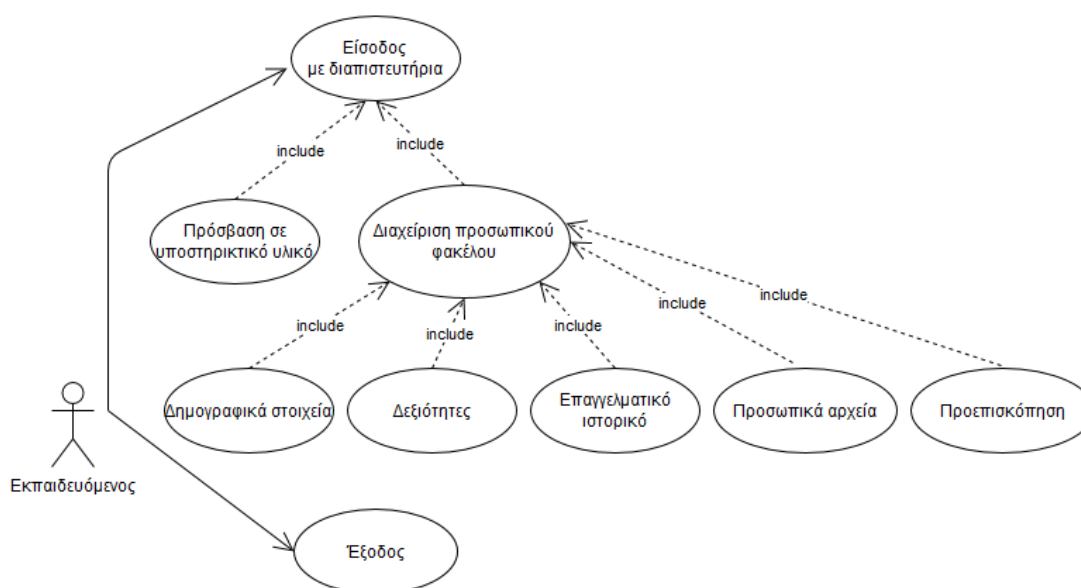 Είσοδος
με διαπιστευτήρια
include
include
Πρόσβαση σε
υποστηρικτικό υλικό
Διαχείριση προσωπικού
φακέλου
include
include
include
include
include
Δημογραφικά στοιχεία
Δεξιότητες
Επαγγελματικό
ιστορικό
Προσωπικά αρχεία
Προεπισκόπηση
Εκπαιδευόμενος
Έξοδος